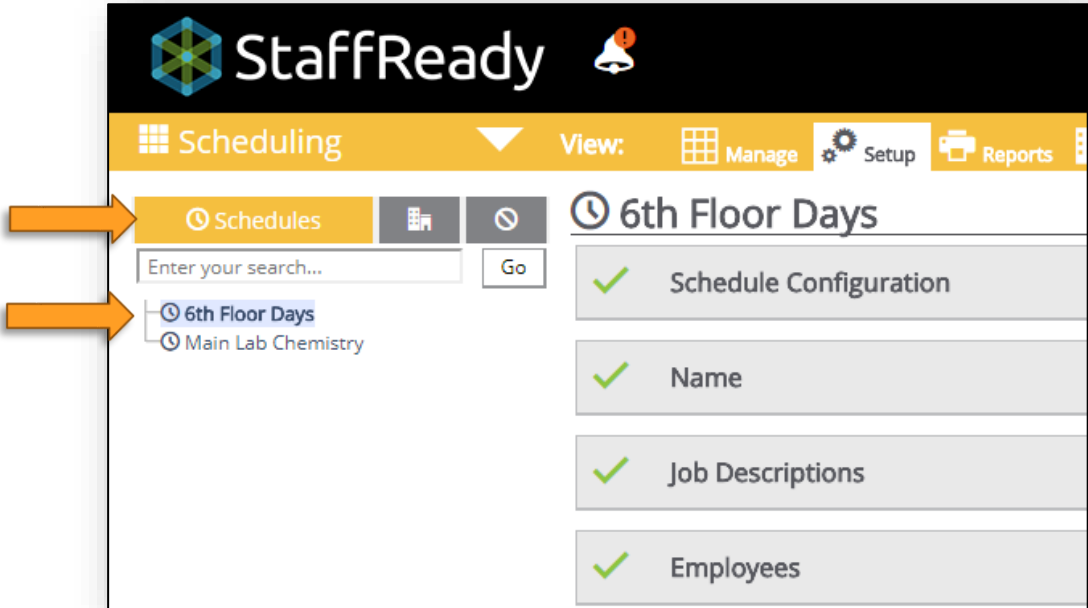 StaffReady
Scheduling
View:
Manage
Setup
Reports
Schedules
Enter your search...
Go
6th Floor Days
Main Lab Chemistry
6th Floor Days
Schedule Configuration
Name
Job Descriptions
Employees